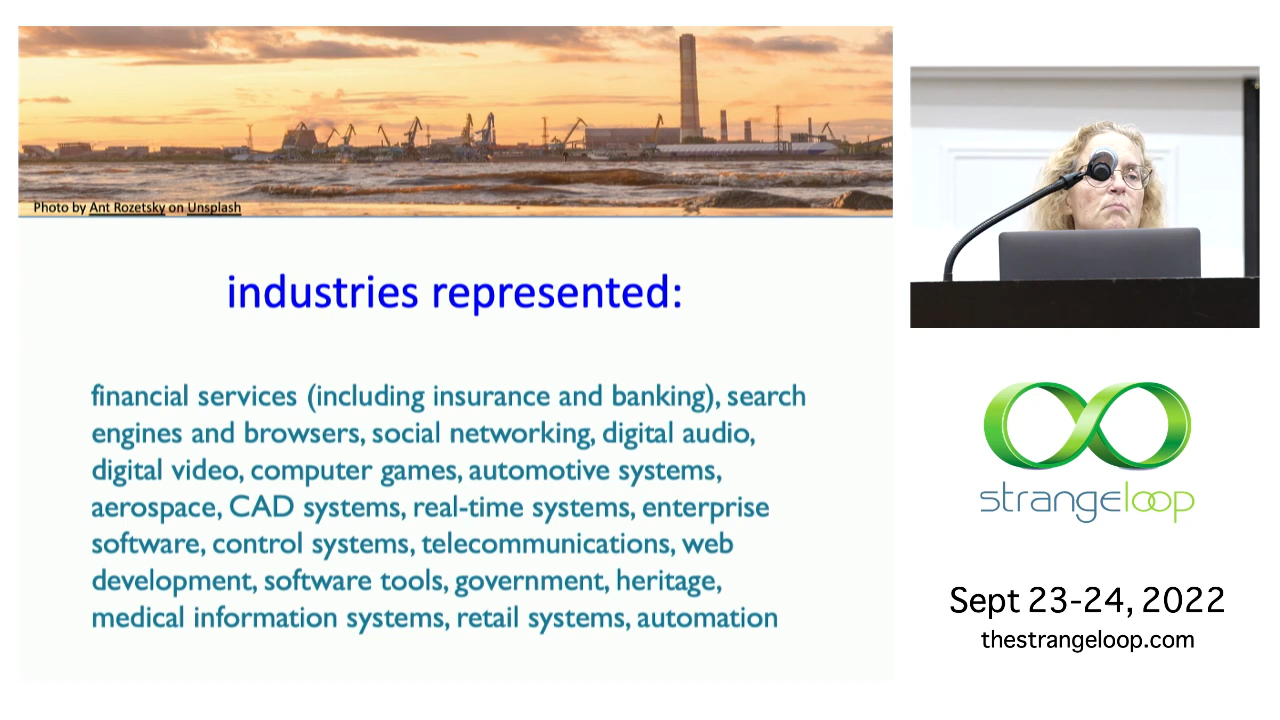 Photo by Ant Rozetsky on Unsplash
industries represented:
financial services (including insurance and banking), search
engines and browsers, social networking, digital audio,
digital video, computer games, automotive systems,
aerospace, CAD systems, real-time systems, enterprise
software, control systems, telecommunications, web
development, software tools, government, heritage,
medical information systems, retail systems, automation
strangeloop
Sept 23-24, 2022
thestrangeloop.com